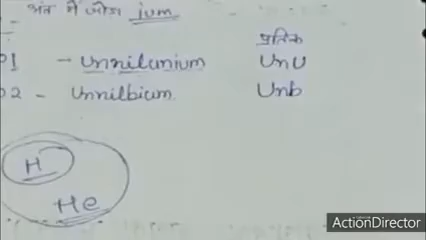 अंत में जोड़ ium
प्रतिक
01 - Unnilunium UnU
02 - Unnilbium Unb
H
He
ActionDirector